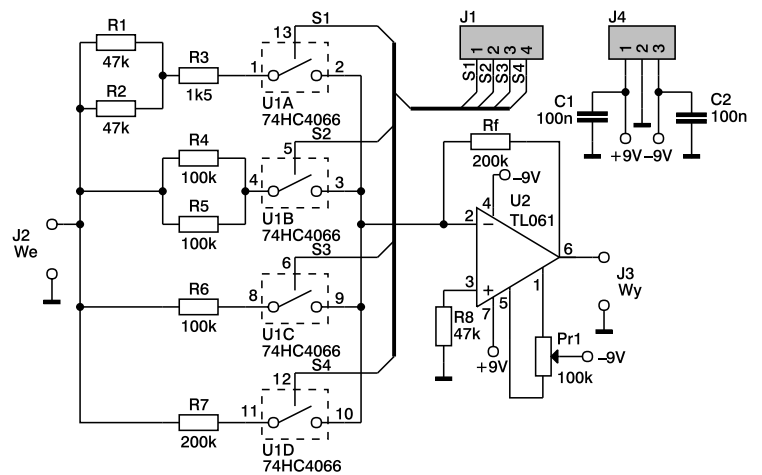 R1
47k
R2
47k
R3
1k5
13
S1
1
2
U1A
74HC4066
R4
100k
R5
100k
5
S2
4
3
U1B
74HC4066
J2
We
R6
100k
6
S3
8
9
U1C
74HC4066
R7
200k
12
S4
11
10
U1D
74HC4066
J1
1 2 3 4
S1 S2 S3 S4
J4
1 2 3
C1
100n
C2
100n
+9V –9V
Rf
200k
–9V
4
U2
TL061
2
–
6
3
+
5
1
7
R8
47k
+9V
Pr1
100k
–9V
J3
Wy